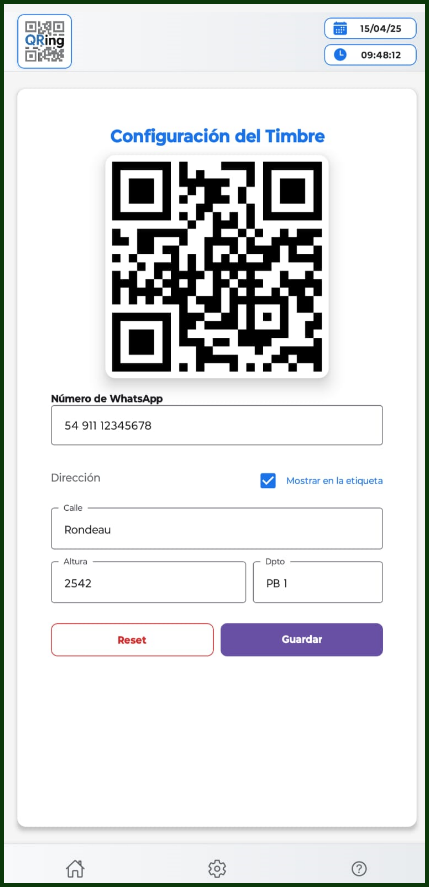 QRing
15/04/25
09:48:12
Configuración del Timbre
Número de WhatsApp
54 911 12345678
Dirección
Mostrar en la etiqueta
Calle
Rondeau
Altura
2542
Dpto
PB 1
Reset
Guardar
?